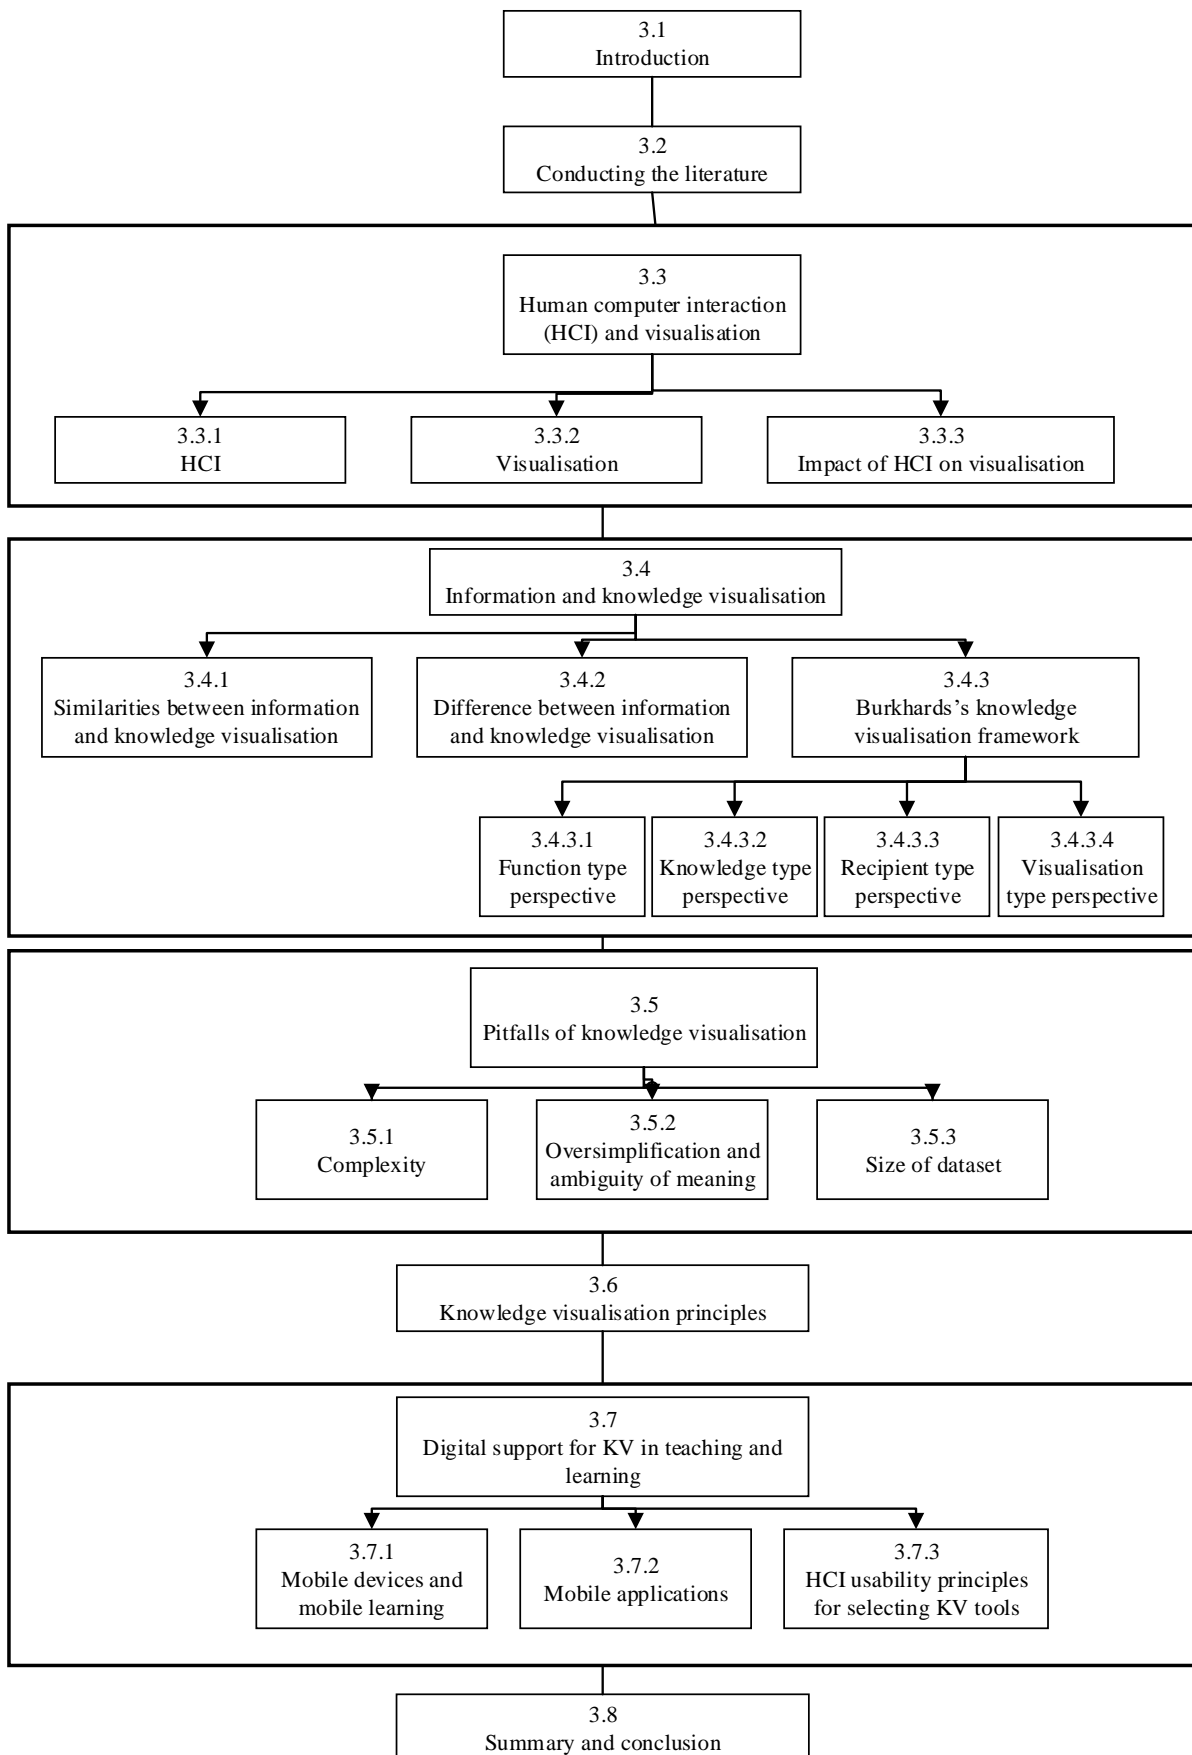 3.1
Introduction
3.2
Conducting the literature
3.3
Human computer interaction
(HCI) and visualisation
3.3.1
HCI
3.3.2
Visualisation
3.3.3
Impact of HCI on visualisation
3.4
Information and knowledge visualisation
3.4.1
Similarities between information
and knowledge visualisation
3.4.2
Difference between information
and knowledge visualisation
3.4.3
Burkhards's knowledge
visualisation framework
3.4.3.1
Function type
perspective
3.4.3.2
Knowledge type
perspective
3.4.3.3
Recipient type
perspective
3.4.3.4
Visualisation
type perspective
3.5
Pitfalls of knowledge visualisation
3.5.1
Complexity
3.5.2
Oversimplification and
ambiguity of meaning
3.5.3
Size of dataset
3.6
Knowledge visualisation principles
3.7
Digital support for KV in teaching and
learning
3.7.1
Mobile devices and
mobile learning
3.7.2
Mobile applications
3.7.3
HCI usability principles
for selecting KV tools
3.8
Summary and conclusion